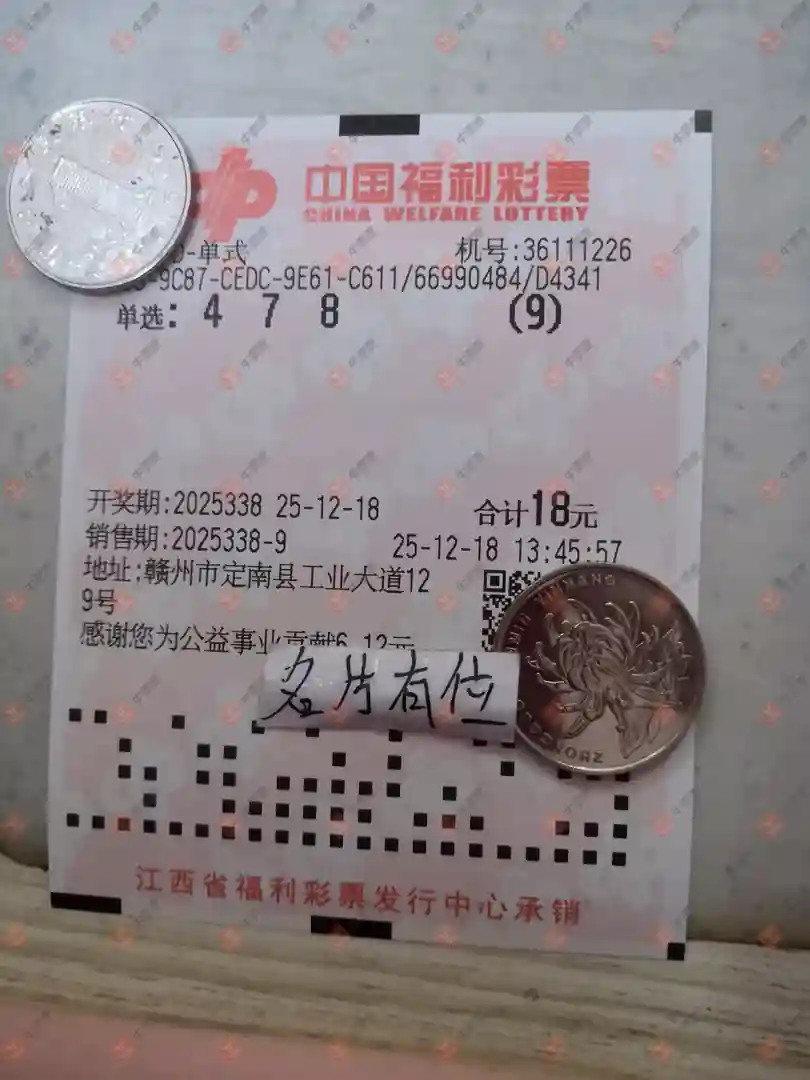 中国福利彩票
CHINA WELFARE LOTTERY
D-单式 机号:36111226
-9C87-CEDC-9E61-C611/66990484/D4341
单选: 4 7 8 (9)
开奖期:2025338 25-12-18 合计18元
销售期:2025338-9 25-12-18 13:45:57
地址:赣州市定南县工业大道12
9号
感谢您为公益事业贡献6.12元
名片有位
江西省福利彩票发行中心承销